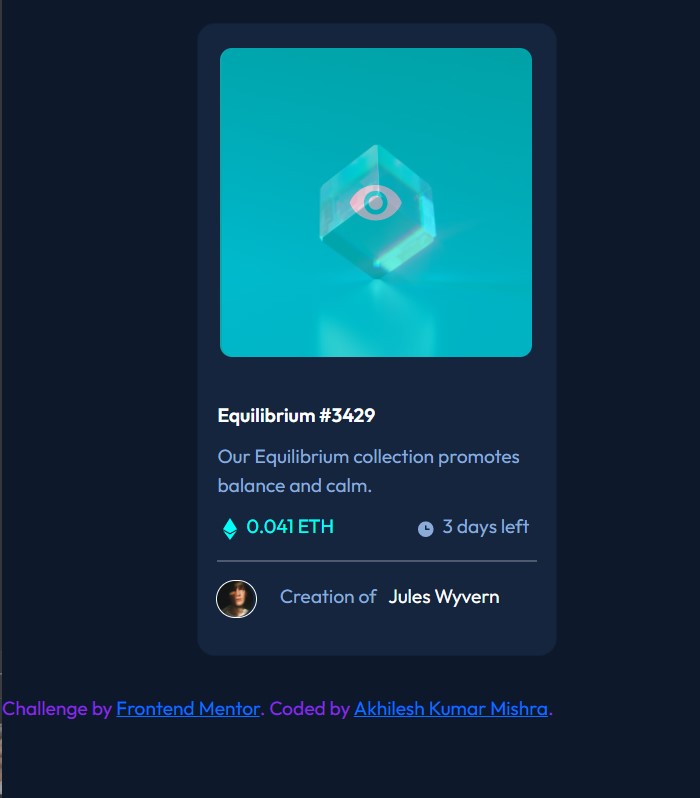 Equilibrium #3429
Our Equilibrium collection promotes
balance and calm.
0.041 ETH
3 days left
Creation of Jules Wyvern
Challenge by Frontend Mentor. Coded by Akhilesh Kumar Mishra.